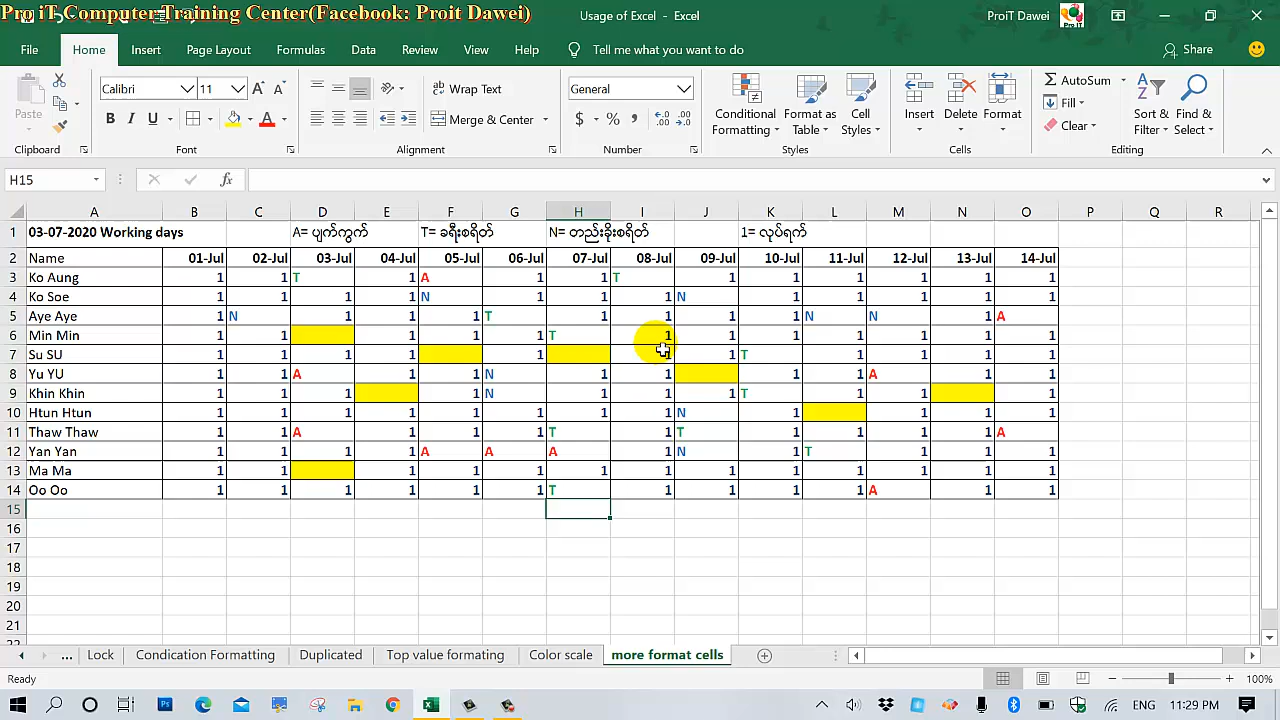 Pro iT Computer Training Center(Facebook: Proit Dawei)
Usage of Excel - Excel
ProiT Dawei
File Home Insert Page Layout Formulas Data Review View Help Tell me what you want to do Share
Calibri 11 Wrap Text General AutoSum
Paste B I U Merge & Center $ % Conditional Formatting Format as Table Cell Styles Insert Delete Format Fill Clear Sort & Filter Find & Select
Clipboard Font Alignment Number Styles Cells Editing
H15 fx
A B C D E F G H I J K L M N O P Q R
1 03-07-2020 Working days A= ပျက်ကွက် T= ခရီးစရိတ် N= တည်းခိုးစရိတ် 1= လုပ်ရက်
2 Name 01-Jul 02-Jul 03-Jul 04-Jul 05-Jul 06-Jul 07-Jul 08-Jul 09-Jul 10-Jul 11-Jul 12-Jul 13-Jul 14-Jul
3 Ko Aung 1 1 T 1 A 1 1 T 1 1 1 1 1 1
4 Ko Soe 1 1 1 1 N 1 1 1 N 1 1 1 1 1
5 Aye Aye 1 N 1 1 1 T 1 1 1 1 N N 1 A
6 Min Min 1 1 1 1 1 T 1 1 1 1 1 1 1
7 Su SU 1 1 1 1 1 1 1 T 1 1 1 1
8 Yu YU 1 1 A 1 1 N 1 1 1 1 A 1 1
9 Khin Khin 1 1 1 1 N 1 1 1 T 1 1 1
10 Htun Htun 1 1 1 1 1 1 1 1 N 1 1 1 1
11 Thaw Thaw 1 1 A 1 1 1 T 1 T 1 1 1 1 A
12 Yan Yan 1 1 1 1 A A A 1 N 1 T 1 1 1
13 Ma Ma 1 1 1 1 1 1 1 1 1 1 1 1 1
14 Oo Oo 1 1 1 1 1 1 T 1 1 1 1 A 1 1
15
16
17
18
19
20
21
... Lock Condication Formatting Duplicated Top value formating Color scale more format cells
Ready 100%
ENG 11:29 PM